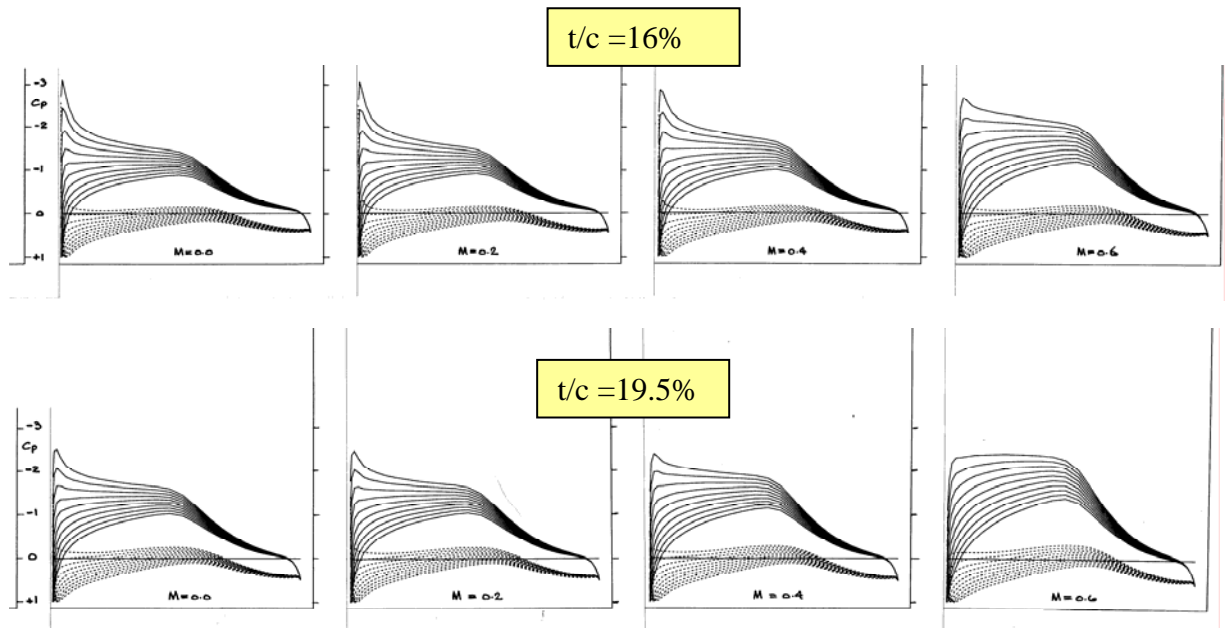 t/c =16%
-3
Cp
-2
-1
0
+1
M=0.0
M=0.2
M=0.4
M=0.6
t/c =19.5%
-3
Cp
-2
-1
0
+1
M=0.0
M=0.2
M=0.4
M=0.6